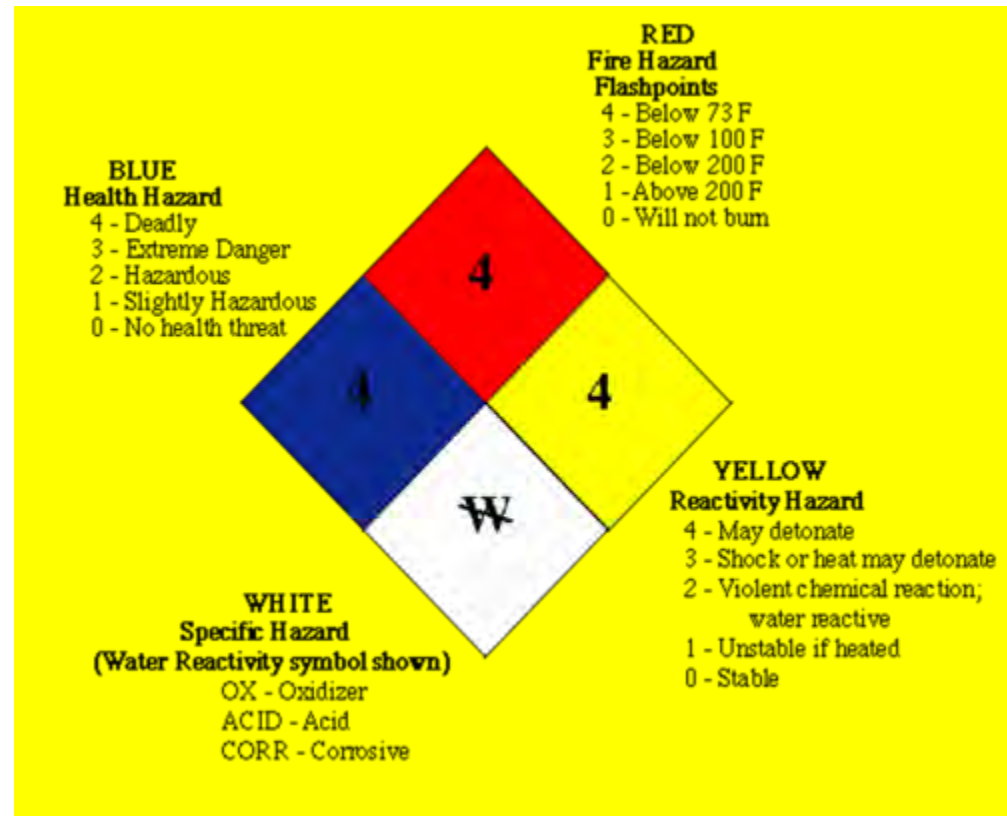 RED
Fire Hazard
Flashpoints
4 - Below 73 F
3 - Below 100 F
2 - Below 200 F
1 - Above 200 F
0 - Will not burn
BLUE
Health Hazard
4 - Deadly
3 - Extreme Danger
2 - Hazardous
1 - Slightly Hazardous
0 - No health threat
4
4
4
W
YELLOW
Reactivity Hazard
4 - May detonate
3 - Shock or heat may detonate
2 - Violent chemical reaction;
water reactive
1 - Unstable if heated
0 - Stable
WHITE
Specific Hazard
(Water Reactivity symbol shown)
OX - Oxidizer
ACID - Acid
CORR - Corrosive